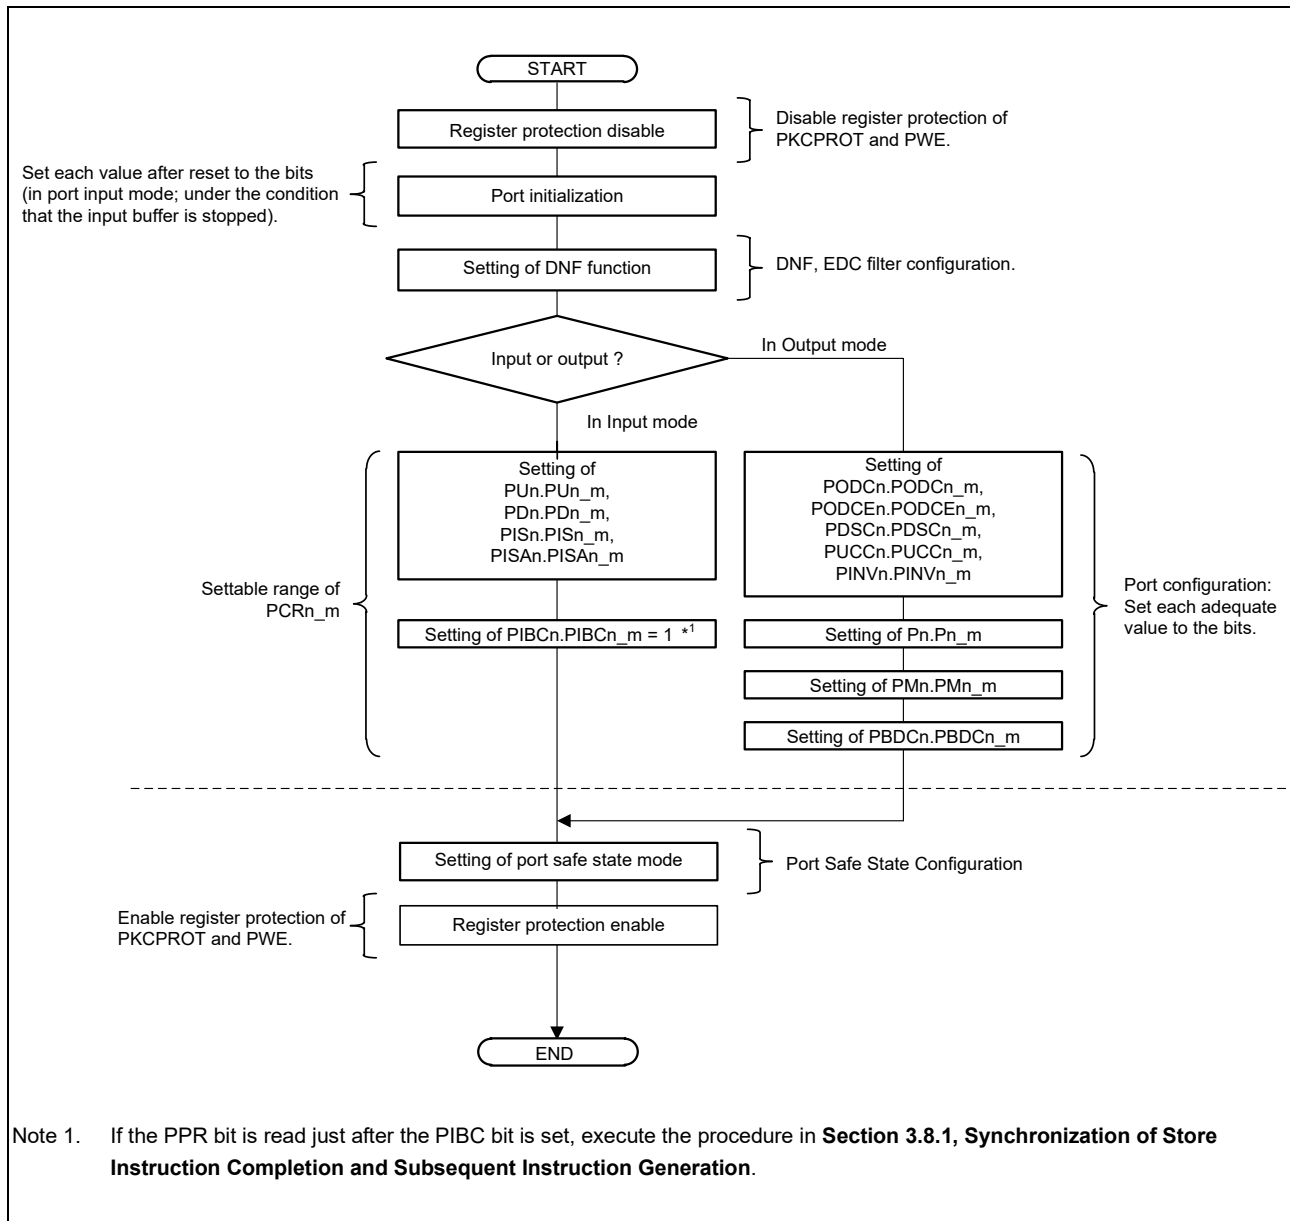 START
Register protection disable
Disable register protection of
PKCPROT and PWE.
Set each value after reset to the bits
(in port input mode; under the condition
that the input buffer is stopped).
Port initialization
Setting of DNF function
DNF, EDC filter configuration.
Input or output ?
In Output mode
In Input mode
Setting of
PUn.PUn_m,
PDn.PDn_m,
PISn.PISn_m,
PISAn.PISAn_m
Setting of
PODCn.PODCn_m,
PODCEn.PODCEn_m,
PDSCn.PDSCn_m,
PUCCn.PUCCn_m,
PINVn.PINVn_m
Settable range of
PCRn_m
Port configuration:
Set each adequate
value to the bits.
Setting of PIBCn.PIBCn_m = 1 *1
Setting of Pn.Pn_m
Setting of PMn.PMn_m
Setting of PBDCn.PBDCn_m
Setting of port safe state mode
Port Safe State Configuration
Enable register protection of
PKCPROT and PWE.
Register protection enable
END
Note 1. If the PPR bit is read just after the PIBC bit is set, execute the procedure in Section 3.8.1, Synchronization of Store
Instruction Completion and Subsequent Instruction Generation.